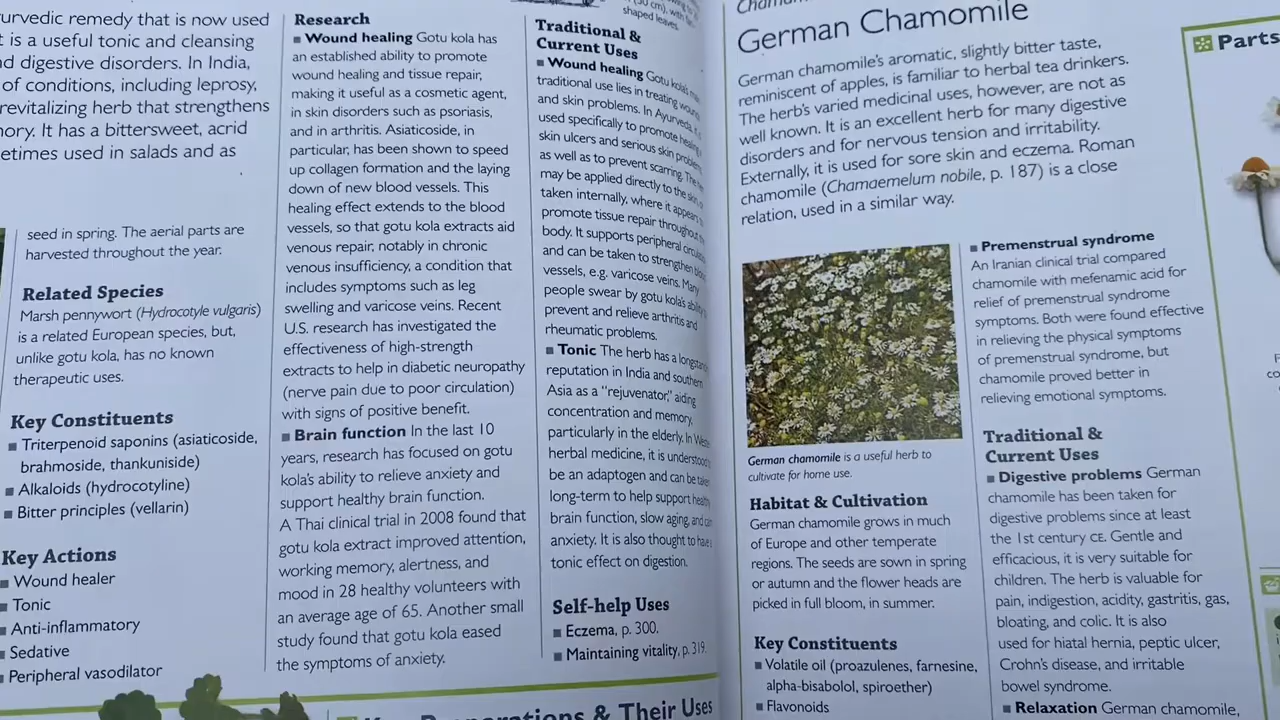 urvedic remedy that is now used
t is a useful tonic and cleansing
nd digestive disorders. In India,
of conditions, including leprosy,
revitalizing herb that strengthens
nory. It has a bittersweet, acrid
etimes used in salads and as
seed in spring. The aerial parts are
harvested throughout the year.
Related Species
Marsh pennywort (Hydrocotyle vulgaris)
is a related European species, but,
unlike gotu kola, has no known
therapeutic uses.
Key Constituents
■ Triterpenoid saponins (asiaticoside,
brahmoside, thankuniside)
■ Alkaloids (hydrocotyline)
■ Bitter principles (vellarin)
Key Actions
■ Wound healer
■ Tonic
■ Anti-inflammatory
■ Sedative
■ Peripheral vasodilator
Research
■ Wound healing Gotu kola has
an established ability to promote
wound healing and tissue repair,
making it useful as a cosmetic agent,
in skin disorders such as psoriasis,
and in arthritis. Asiaticoside, in
particular, has been shown to speed
up collagen formation and the laying
down of new blood vessels. This
healing effect extends to the blood
vessels, so that gotu kola extracts aid
venous repair, notably in chronic
venous insufficiency, a condition that
includes symptoms such as leg
swelling and varicose veins. Recent
U.S. research has investigated the
effectiveness of high-strength
extracts to help in diabetic neuropathy
(nerve pain due to poor circulation)
with signs of positive benefit.
■ Brain function In the last 10
years, research has focused on gotu
kola's ability to relieve anxiety and
support healthy brain function.
A Thai clinical trial in 2008 found that
gotu kola extract improved attention,
working memory, alertness, and
mood in 28 healthy volunteers with
an average age of 65. Another small
study found that gotu kola eased
the symptoms of anxiety.
(30 cm), with
shaped leaves.
Traditional &
Current Uses
■ Wound healing Gotu kola's
traditional use lies in treating
and skin problems. In Ayurveda,
used specifically to promote healing
skin ulcers and serious skin
as well as to prevent scarring. The
may be applied directly to the skin
taken internally, where it appears
promote tissue repair throughout
body. It supports peripheral
and can be taken to strengthen
vessels, e.g. varicose veins. Many
people swear by gotu kola's
prevent and relieve arthritis and
rheumatic problems.
■ Tonic The herb has a
reputation in India and southern
Asia as a "rejuvenator," aiding
concentration and memory,
particularly in the elderly. In
herbal medicine, it is understood
be an adaptogen and can be
long-term to help support
brain function, slow aging, and
anxiety. It is also thought to
tonic effect on digestion.
Self-help Uses
■ Eczema, p. 300.
■ Maintaining vitality, p. 319.
& Their Uses
German Chamomile
German chamomile's aromatic, slightly bitter taste,
reminiscent of apples, is familiar to herbal tea drinkers.
The herb's varied medicinal uses, however, are not as
well known. It is an excellent herb for many digestive
disorders and for nervous tension and irritability.
Externally, it is used for sore skin and eczema. Roman
chamomile (Chamaemelum nobile, p. 187) is a close
relation, used in a similar way.
German chamomile is a useful herb to
cultivate for home use.
Habitat & Cultivation
German chamomile grows in much
of Europe and other temperate
regions. The seeds are sown in spring
or autumn and the flower heads are
picked in full bloom, in summer.
Key Constituents
■ Volatile oil (proazulenes, farnesine,
alpha-bisabolol, spiroether)
■ Flavonoids
■ Premenstrual syndrome
An Iranian clinical trial compared
chamomile with mefenamic acid for
relief of premenstrual syndrome
symptoms. Both were found effective
in relieving the physical symptoms
of premenstrual syndrome, but
chamomile proved better in
relieving emotional symptoms.
Traditional &
Current Uses
■ Digestive problems German
chamomile has been taken for
digestive problems since at least
the 1st century CE. Gentle and
efficacious, it is very suitable for
children. The herb is valuable for
pain, indigestion, acidity, gastritis, gas,
bloating, and colic. It is also
used for hiatal hernia, peptic ulcer,
Crohn's disease, and irritable
bowel syndrome.
■ Relaxation German chamomile,
Parts